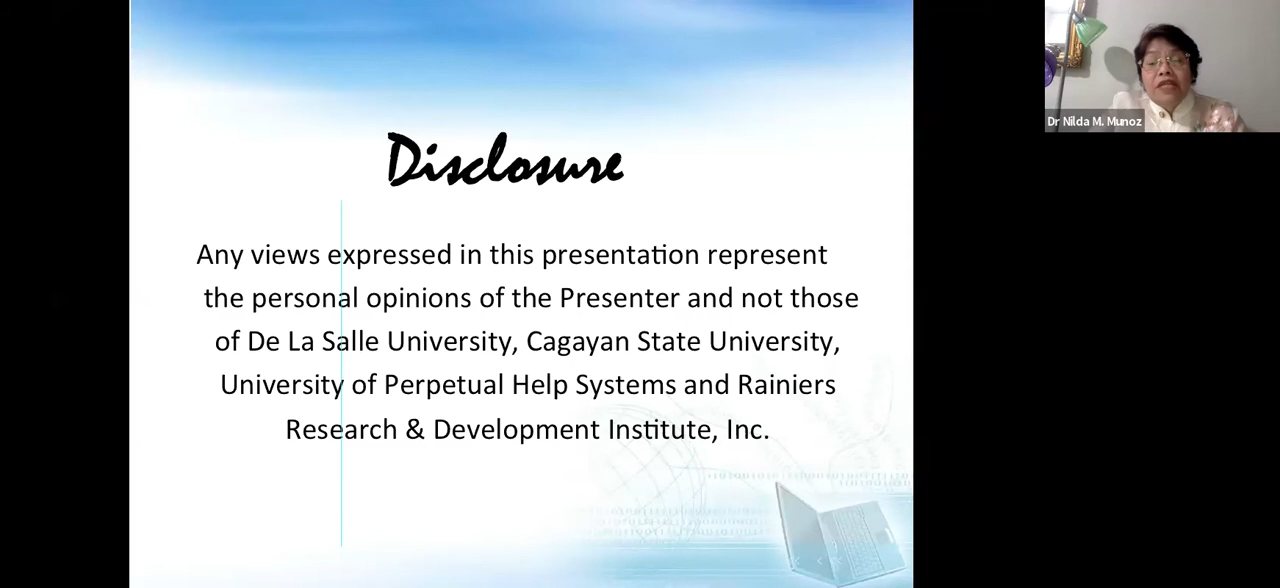 Disclosure
Any views expressed in this presentation represent
the personal opinions of the Presenter and not those
of De La Salle University, Cagayan State University,
University of Perpetual Help Systems and Rainiers
Research & Development Institute, Inc.
Dr Nilda M. Munoz